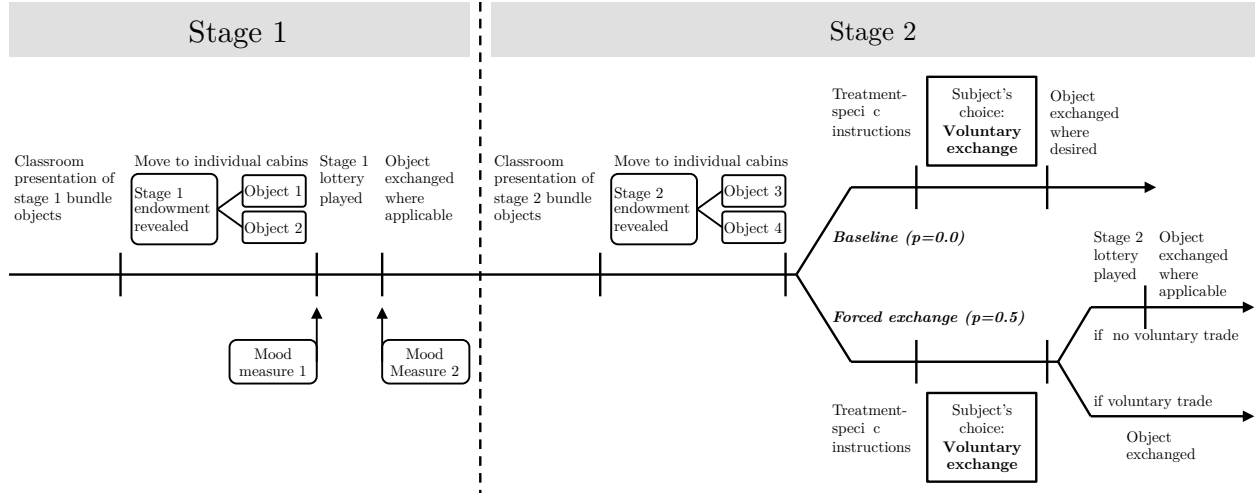 Stage 1
Classroom
presentation of
stage 1 bundle
objects
Move to individual cabins
Stage 1
endowment
revealed
Object 1
Object 2
Stage 1
lottery
played
Object
exchanged
where
applicable
Mood
measure 1
Mood
Measure 2
Stage 2
Classroom
presentation of
stage 2 bundle
objects
Move to individual cabins
Stage 2
endowment
revealed
Object 3
Object 4
Treatment-
speci c
instructions
Subject's
choice:
Voluntary
exchange
Object
exchanged
where
desired
Baseline (p=0.0)
Forced exchange (p=0.5)
Treatment-
speci c
instructions
Subject's
choice:
Voluntary
exchange
Stage 2
lottery
played
Object
exchanged
where
applicable
if no voluntary trade
if voluntary trade
Object
exchanged